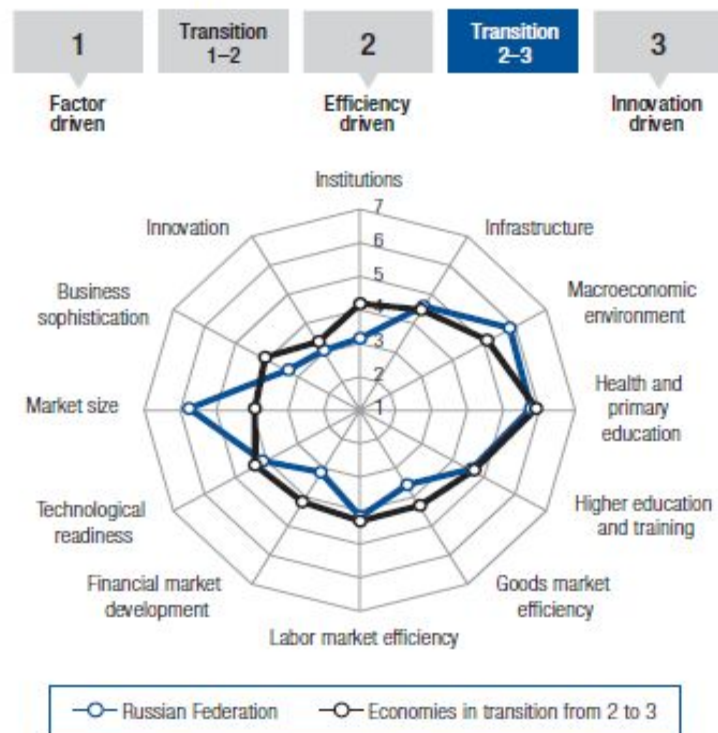 1
Transition
1–2
2
Transition
2–3
3
Factor
driven
Efficiency
driven
Innovation
driven
Institutions
7
Innovation
Infrastructure
6
5
Business
sophistication
Macroeconomic
environment
4
3
Market size
2
1
Health and
primary
education
Technological
readiness
Higher education
and training
Financial market
development
Goods market
efficiency
Labor market efficiency
Russian Federation
Economies in transition from 2 to 3